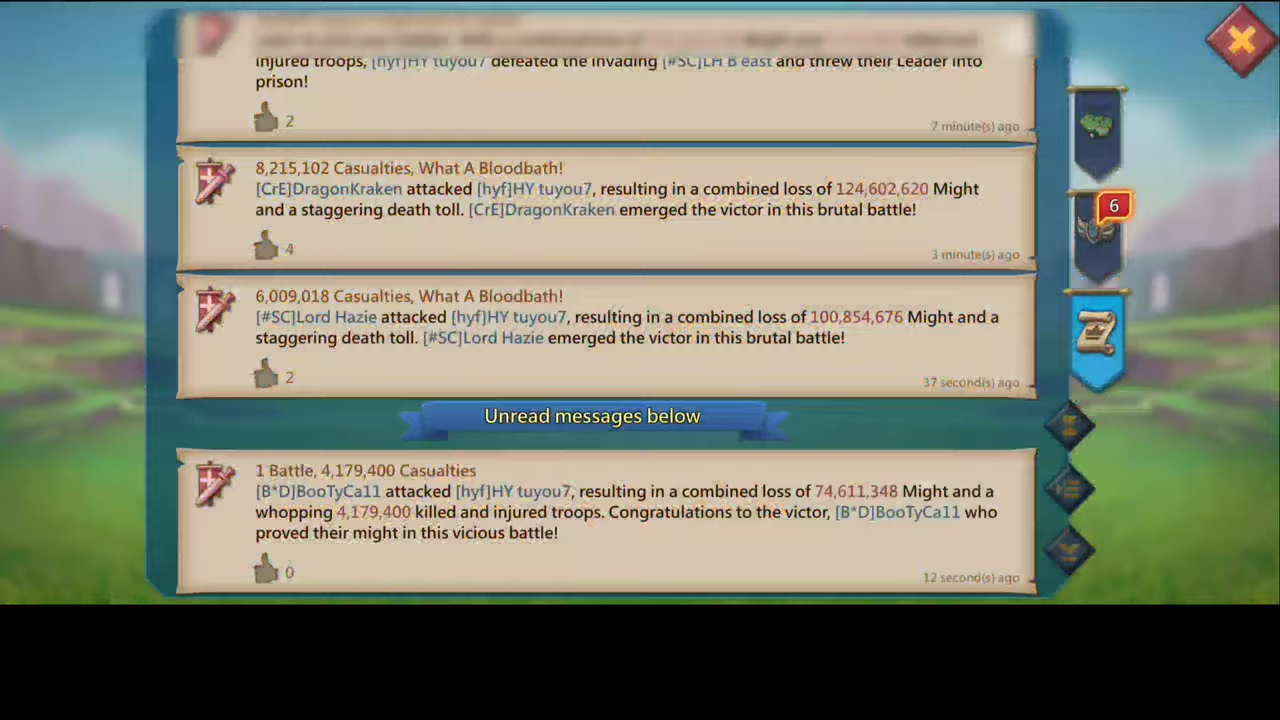 injured troops, [hyf]HY tuyou7 defeated the invading [#SC]LH B east and threw their Leader into
prison!
2
7 minute(s) ago
8,215,102 Casualties, What A Bloodbath!
[CrE]DragonKraken attacked [hyf]HY tuyou7, resulting in a combined loss of 124,602,620 Might
and a staggering death toll. [CrE]DragonKraken emerged the victor in this brutal battle!
4
3 minute(s) ago
6
6,009,018 Casualties, What A Bloodbath!
[#SC]Lord Hazie attacked [hyf]HY tuyou7, resulting in a combined loss of 100,854,676 Might and a
staggering death toll. [#SC]Lord Hazie emerged the victor in this brutal battle!
2
37 second(s) ago
Unread messages below
1 Battle, 4,179,400 Casualties
[B*D]BooTyCa11 attacked [hyf]HY tuyou7, resulting in a combined loss of 74,611,348 Might and a
whopping 4,179,400 killed and injured troops. Congratulations to the victor, [B*D]BooTyCa11 who
proved their might in this vicious battle!
0
12 second(s) ago